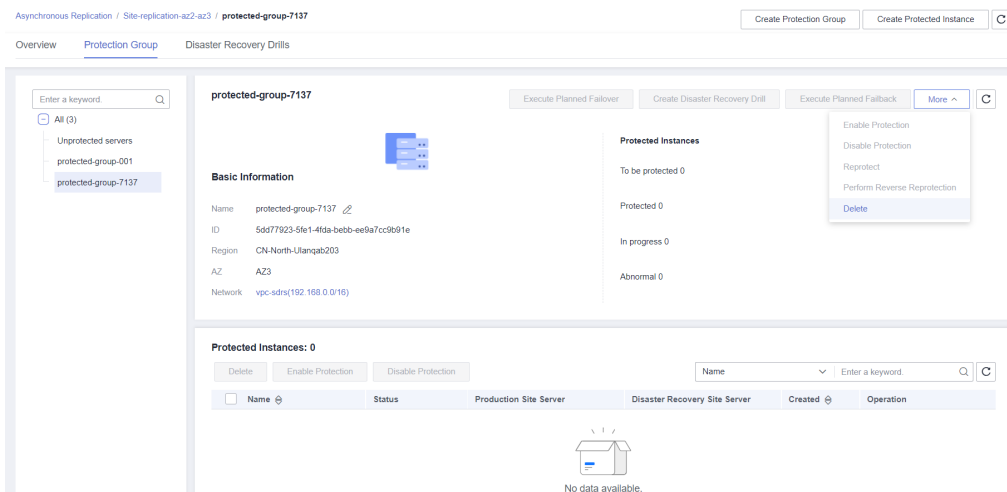 Asynchronous Replication / Site-replication-az2-az3 / protected-group-7137
Create Protection Group
Create Protected Instance
Overview
Protection Group
Disaster Recovery Drills
Enter a keyword.
All (3)
Unprotected servers
protected-group-001
protected-group-7137
protected-group-7137
Execute Planned Failover
Create Disaster Recovery Drill
Execute Planned Failback
More
Enable Protection
Disable Protection
Reprotect
Perform Reverse Reprotection
Delete
Basic Information
Name protected-group-7137
ID 5dd77923-5fe1-4fda-bebb-ee9a7cc9b91e
Region CN-North-Ulanqab203
AZ AZ3
Network vpc-sdrs(192.168.0.0/16)
Protected Instances
To be protected 0
Protected 0
In progress 0
Abnormal 0
Protected Instances: 0
Delete
Enable Protection
Disable Protection
Name
Enter a keyword.
Name Status Production Site Server Disaster Recovery Site Server Created Operation
No data available.